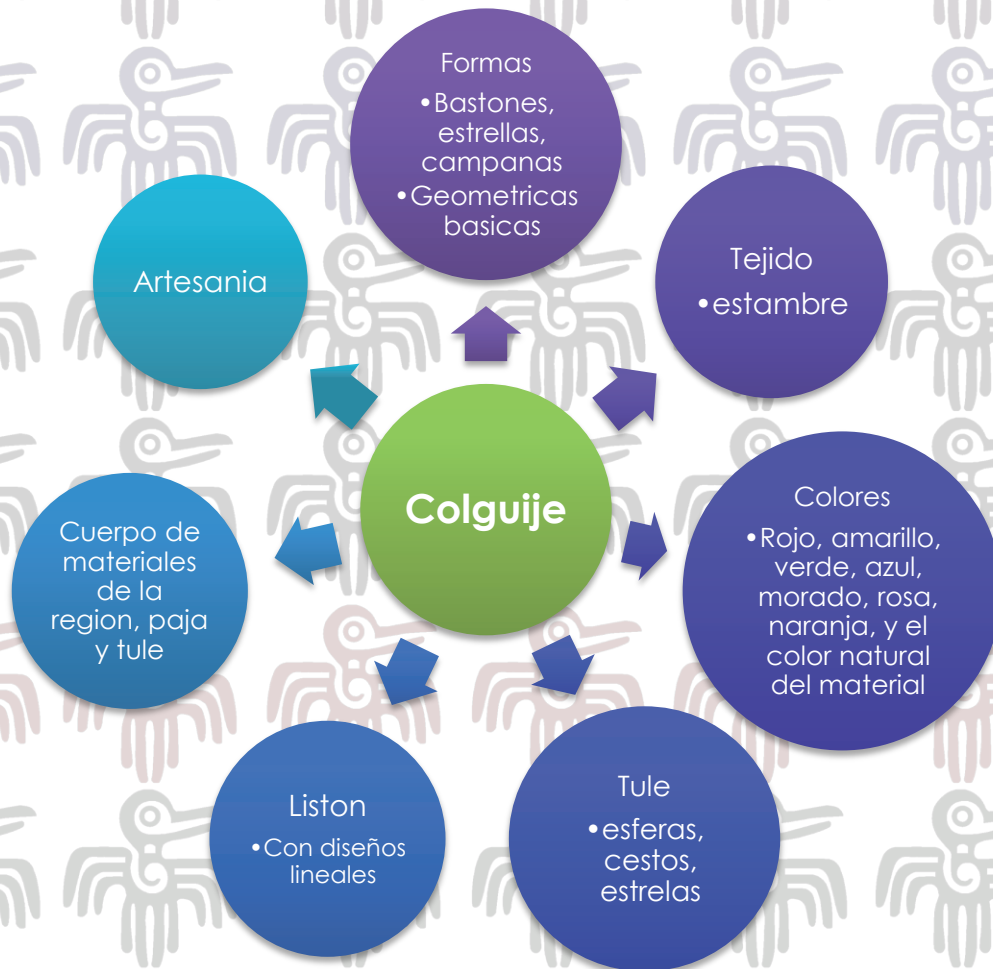 Formas
•Bastones,
estrellas,
campanas
•Geometricas
basicas
Tejido
•estambre
Colores
•Rojo, amarillo,
verde, azul,
morado, rosa,
naranja, y el
color natural
del material
Tule
•esferas,
cestos,
estrelas
Liston
•Con diseños
lineales
Cuerpo de
materiales
de la
region, paja
y tule
Artesania
Colguije